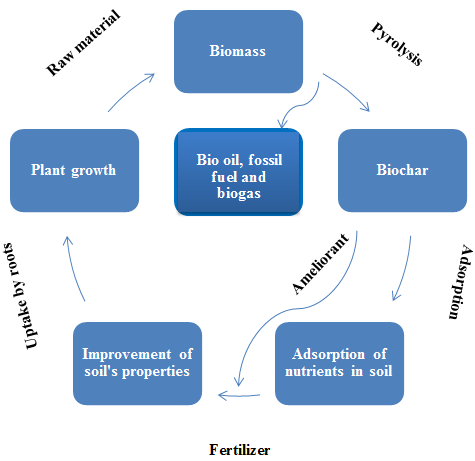 Raw material
Biomass
Pyrolysis
Plant growth
Bio oil, fossil
fuel and
biogas
Biochar
Uptake by roots
Ameliorant
Adsorption
Improvement of
soil's properties
Adsorption of
nutrients in soil
Fertilizer